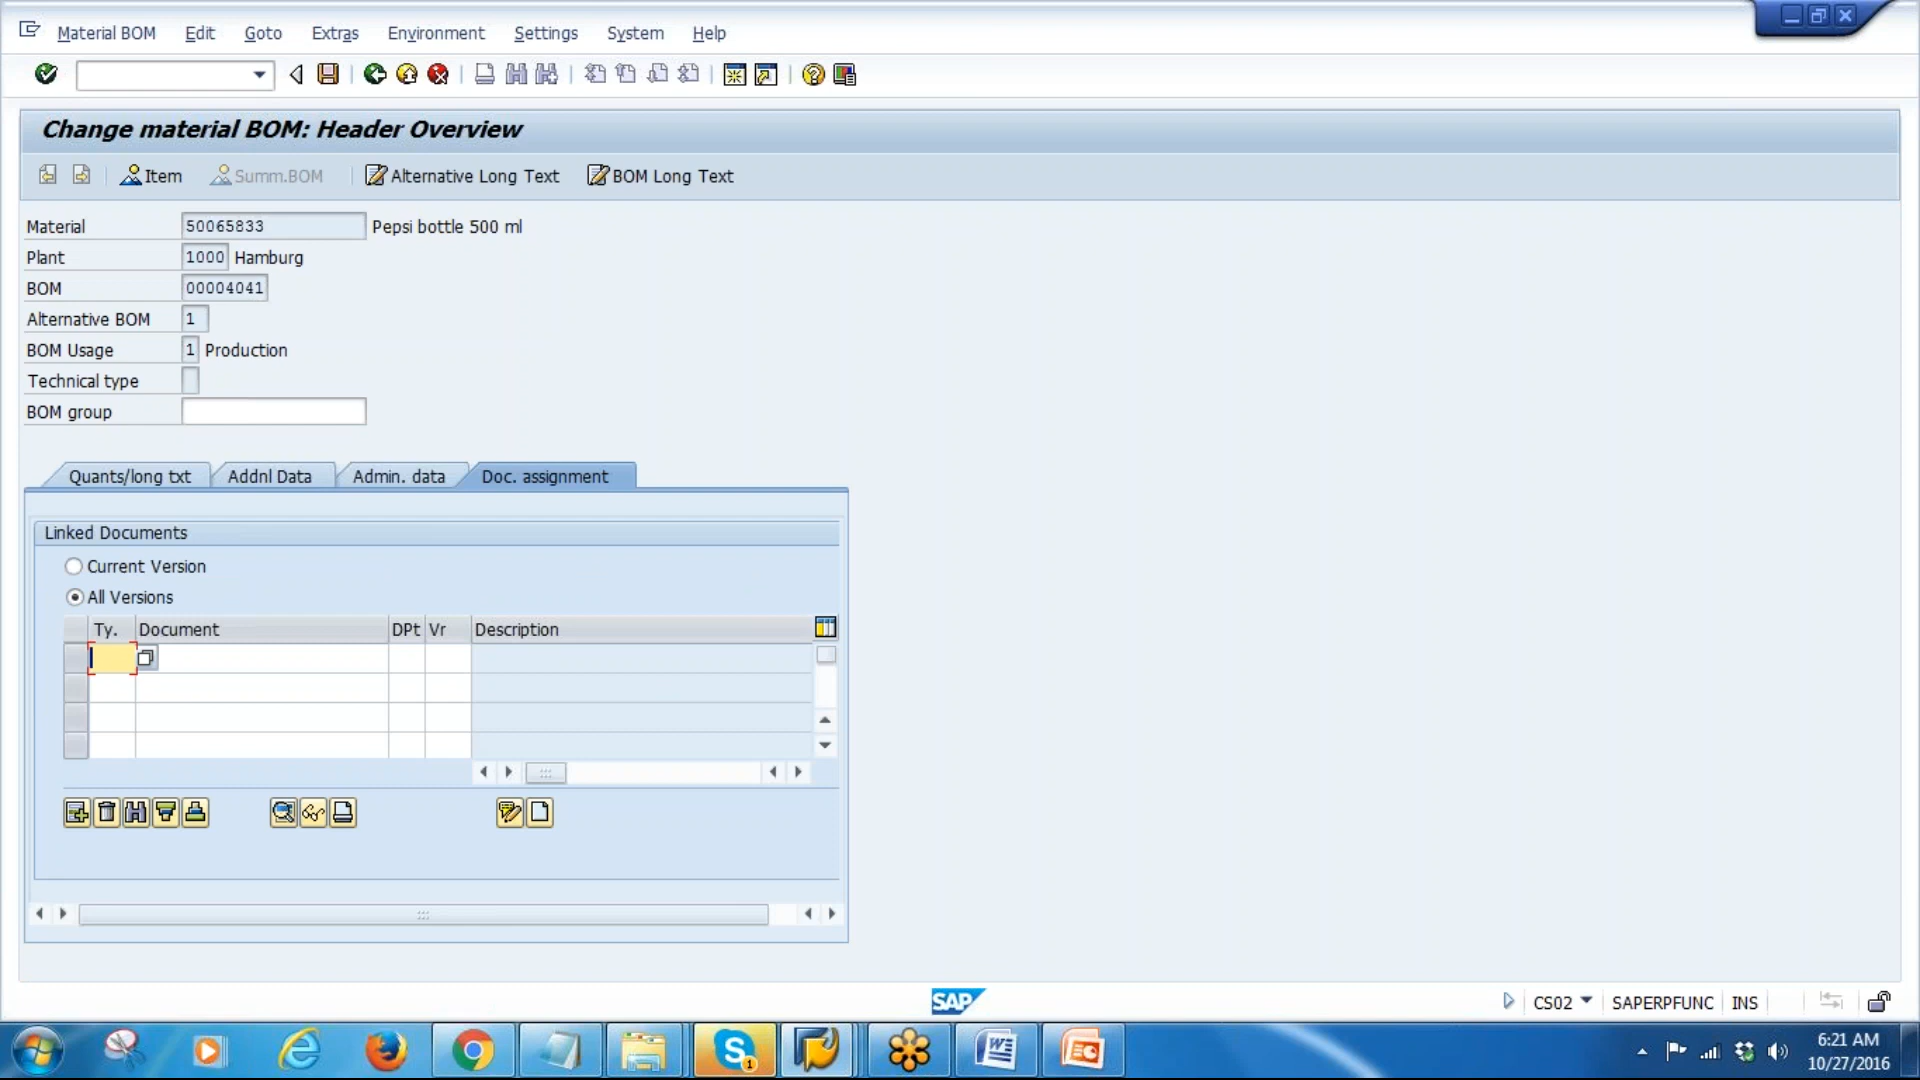 Material BOM Edit Goto Extras Environment Settings System Help
Change material BOM: Header Overview
Item Summ.BOM Alternative Long Text BOM Long Text
Material 50065833 Pepsi bottle 500 ml
Plant 1000 Hamburg
BOM 00004041
Alternative BOM 1
BOM Usage 1 Production
Technical type
BOM group
Quants/long txt Addnl Data Admin. data Doc. assignment
Linked Documents
Current Version
All Versions
Ty. Document DPt Vr Description
SAP CS02 SAPERPFUNC INS
6:21 AM
10/27/2016